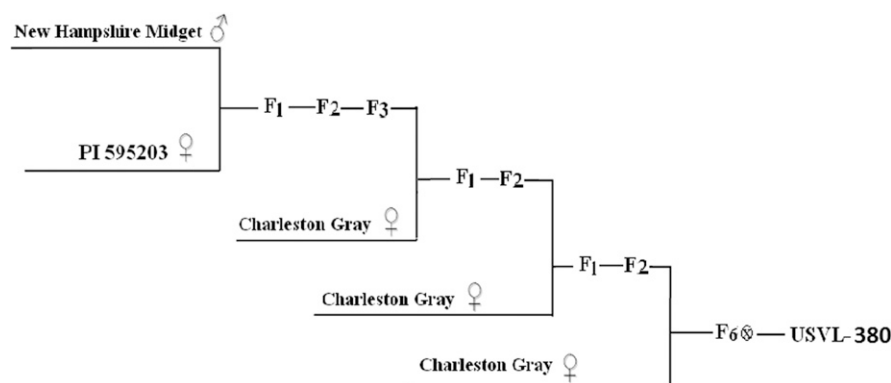 New Hampshire Midget ♂
F1 — F2 — F3
PI 595203 ♀
F1 — F2
Charleston Gray ♀
F1 — F2
Charleston Gray ♀
F6⊗ — USVL-380
Charleston Gray ♀